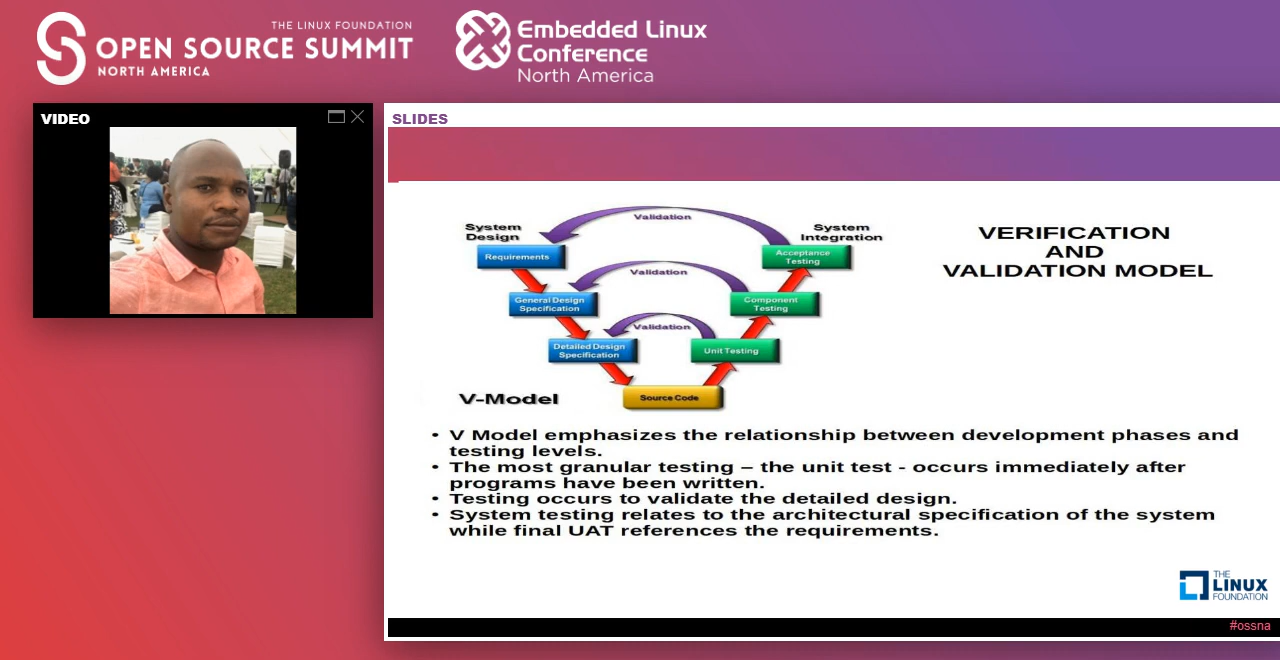 THE LINUX FOUNDATION
OPEN SOURCE SUMMIT
NORTH AMERICA
Embedded Linux
Conference
North America
VIDEO
SLIDES
Validation
System
Design
System
Integration
VERIFICATION
AND
VALIDATION MODEL
Requirements
Acceptance
Testing
Validation
General Design
Specification
Component
Testing
Validation
Detailed Design
Specification
Unit Testing
Source Code
V-Model
• V Model emphasizes the relationship between development phases and
testing levels.
• The most granular testing – the unit test - occurs immediately after
programs have been written.
• Testing occurs to validate the detailed design.
• System testing relates to the architectural specification of the system
while final UAT references the requirements.
THE
LINUX
FOUNDATION
#ossna